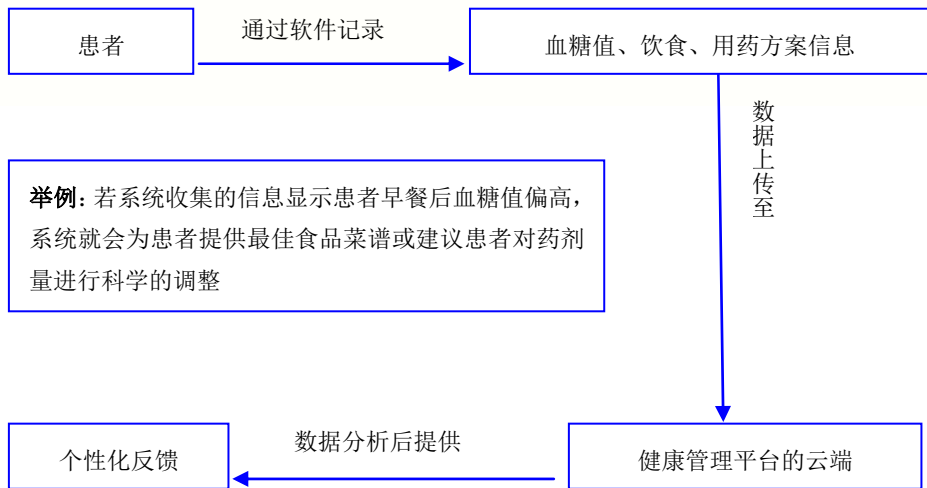 患者
通过软件记录
血糖值、饮食、用药方案信息
数据上传至
举例：若系统收集的信息显示患者早餐后血糖值偏高，
系统就会为患者提供最佳食品菜谱或建议患者对药剂
量进行科学的调整
个性化反馈
数据分析后提供
健康管理平台的云端